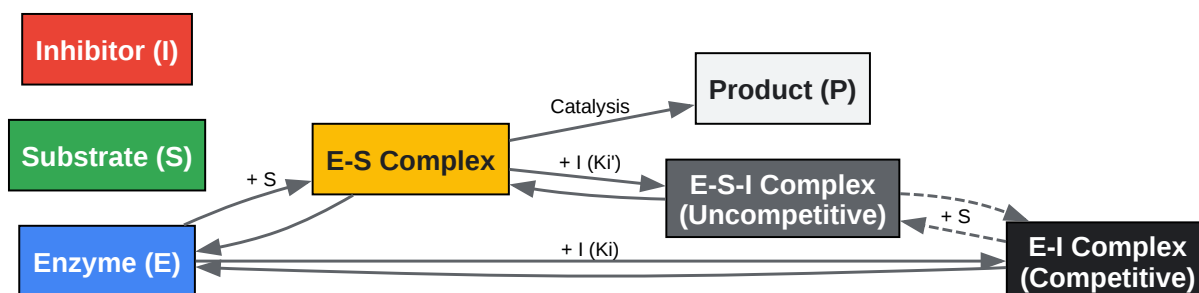 Inhibitor (I)
Substrate (S)
Enzyme (E)
+ S
E-S Complex
Catalysis
Product (P)
+ I (Ki')
E-S-I Complex
(Uncompetitive)
+ S
+ I (Ki)
E-I Complex
(Competitive)